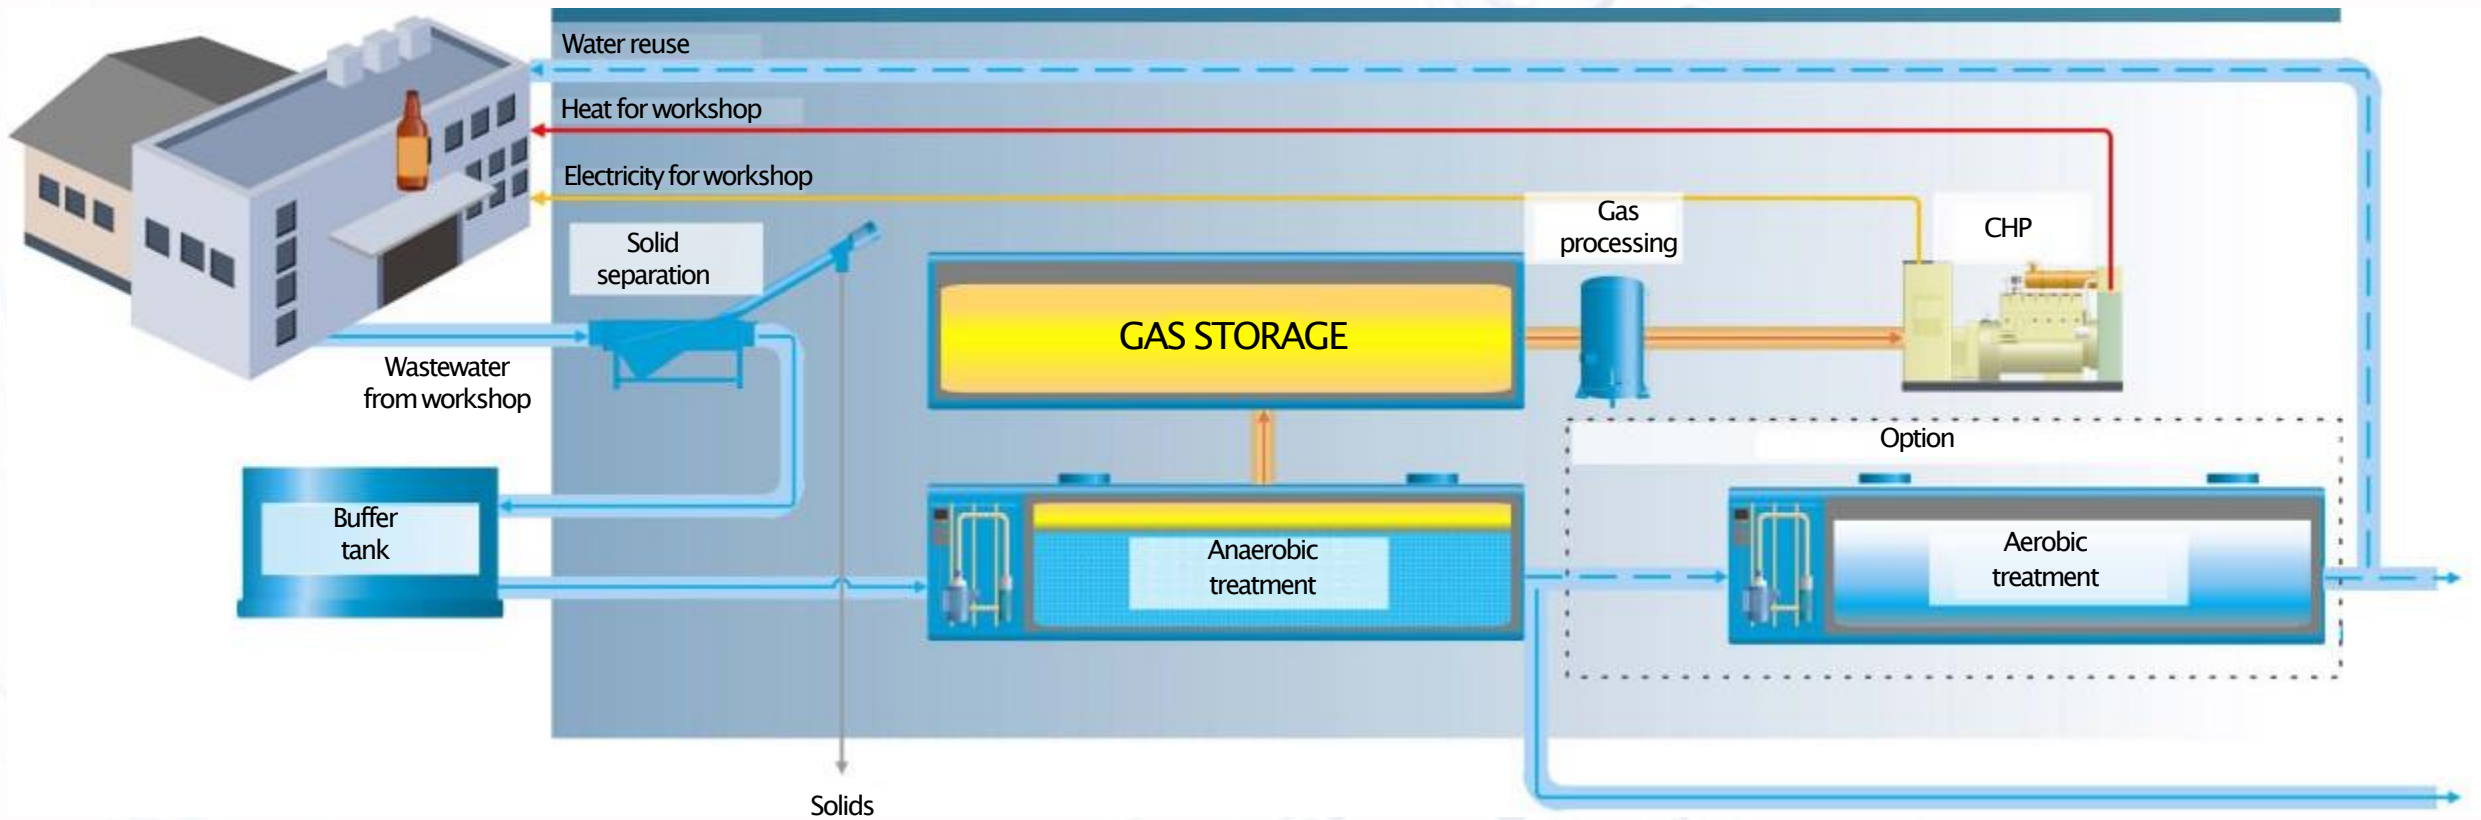 Water reuse
Heat for workshop
Electricity for workshop
Solid
separation
Gas
processing
CHP
GAS STORAGE
Wastewater
from workshop
Option
Buffer
tank
Anaerobic
treatment
Aerobic
treatment
Solids